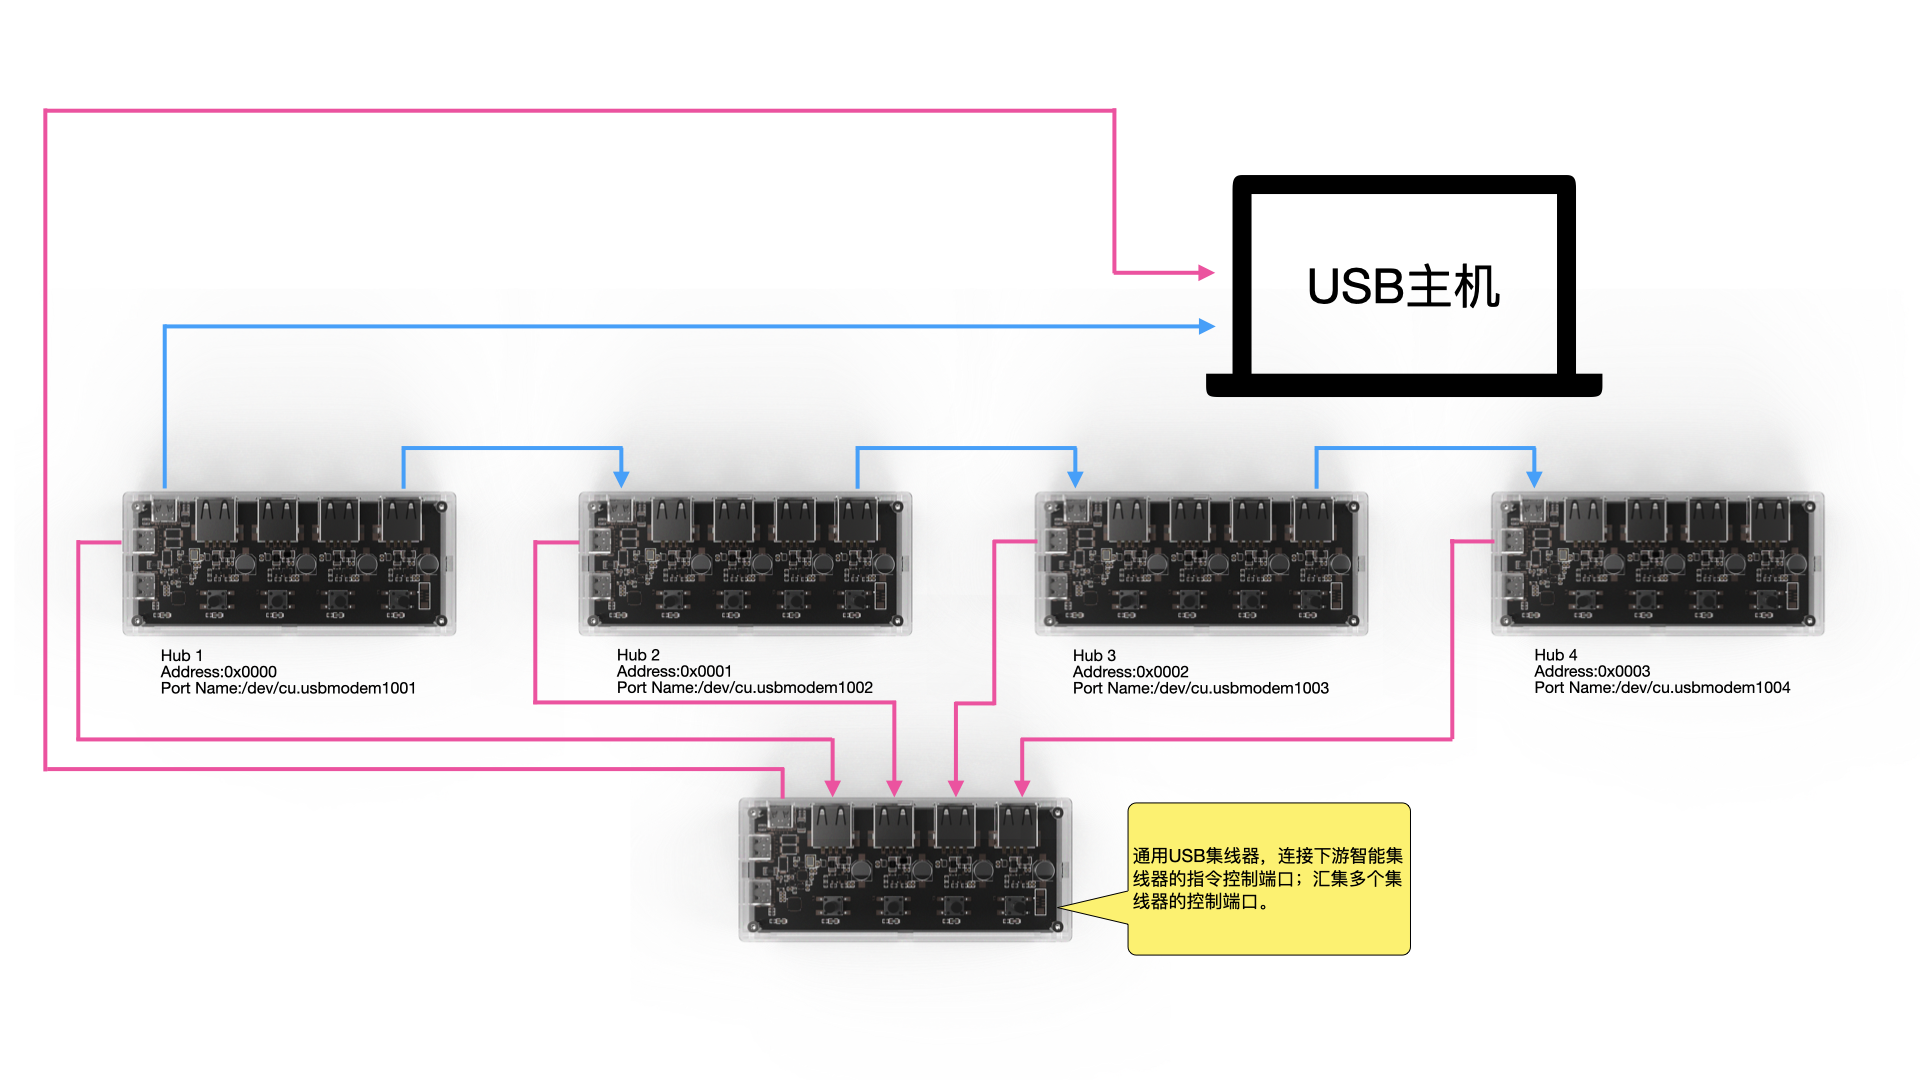 USB主机
Hub 1
Address:0x0000
Port Name:/dev/cu.usbmodem1001
Hub 2
Address:0x0001
Port Name:/dev/cu.usbmodem1002
Hub 3
Address:0x0002
Port Name:/dev/cu.usbmodem1003
Hub 4
Address:0x0003
Port Name:/dev/cu.usbmodem1004
通用USB集线器，连接下游智能集
线器的指令控制端口；汇集多个集
线器的控制端口。